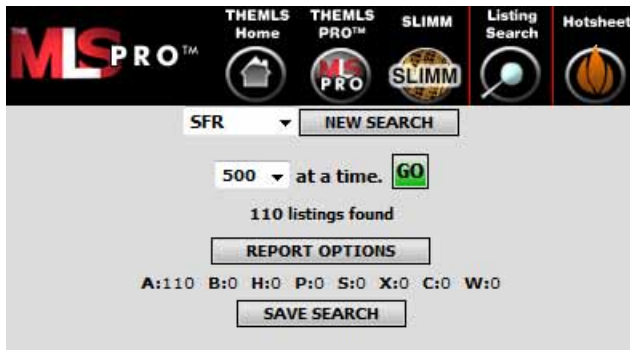 THE MLS PRO™
THEMLS Home
THEMLS PRO™
SLIMM
Listing Search
Hotsheet
MLS PRO
SLIMM
SFR NEW SEARCH
500 at a time. GO
110 listings found
REPORT OPTIONS
A:110 B:0 H:0 P:0 S:0 X:0 C:0 W:0
SAVE SEARCH